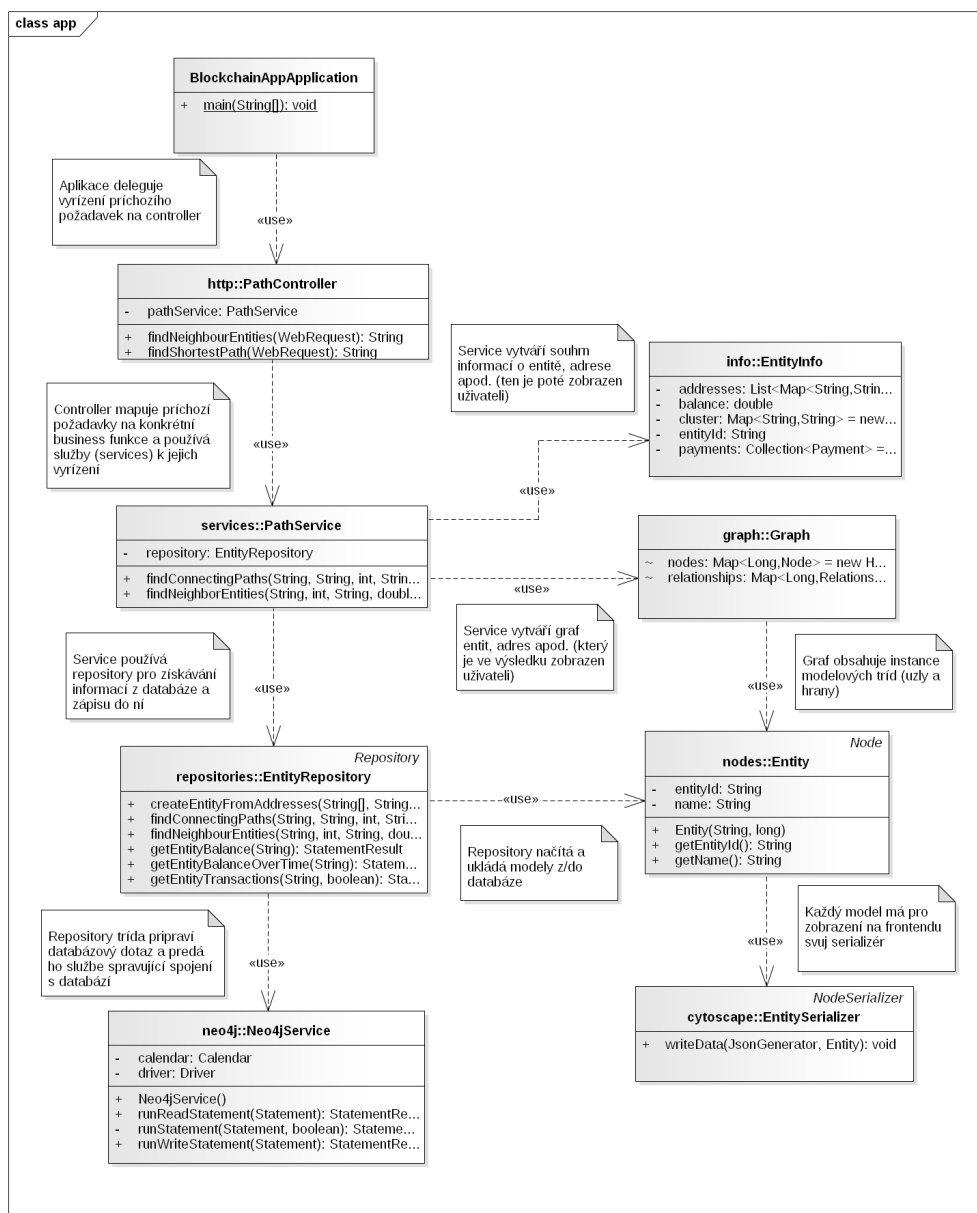 class app
BlockchainAppApplication
+ main(String[]): void
Aplikace deleguje
vyrízení príchozího
požadavek na controller
«use»
http::PathController
- pathService: PathService
+ findNeighbourEntities(WebRequest): String
+ findShortestPath(WebRequest): String
Service vytváří souhrn
informací o entitě, adrese
apod. (ten je poté zobrazen
uživateli)
info::EntityInfo
- addresses: List<Map<String,Strin...
- balance: double
- cluster: Map<String,String> = new...
- entityId: String
- payments: Collection<Payment> =...
Controller mapuje príchozí
požadavky na konkrétní
business funkce a používá
služby (services) k jejich
vyrízení
«use»
«use»
services::PathService
- repository: EntityRepository
+ findConnectingPaths(String, String, int, Strin...
+ findNeighborEntities(String, int, String, doubl...
graph::Graph
~ nodes: Map<Long,Node> = new H...
~ relationships: Map<Long,Relations...
«use»
Service vytváří graf
entit, adres apod. (který
je ve výsledku zobrazen
uživateli)
Service používá
repository pro získávání
informací z databáze a
zápisu do ní
«use»
«use»
Graf obsahuje instance
modelových tríd (uzly a
hrany)
Repository
repositories::EntityRepository
+ createEntityFromAddresses(String[], String...
+ findConnectingPaths(String, String, int, Stri...
+ findNeighbourEntities(String, int, String, dou...
+ getEntityBalance(String): StatementResult
+ getEntityBalanceOverTime(String): Statem...
+ getEntityTransactions(String, boolean): Sta...
«use»
Node
nodes::Entity
- entityId: String
- name: String
+ Entity(String, long)
+ getEntityId(): String
+ getName(): String
Repository načítá a
ukládá modely z/do
databáze
Každý model má pro
zobrazení na frontendu
svuj serializér
«use»
Repository trída pripraví
databázový dotaz a predá
ho službe spravující spojení
s databází
«use»
NodeSerializer
cytoscape::EntitySerializer
+ writeData(JsonGenerator, Entity): void
neo4j::Neo4jService
- calendar: Calendar
- driver: Driver
+ Neo4jService()
+ runReadStatement(Statement): StatementRe...
- runStatement(Statement, boolean): Stateme...
+ runWriteStatement(Statement): StatementRe...